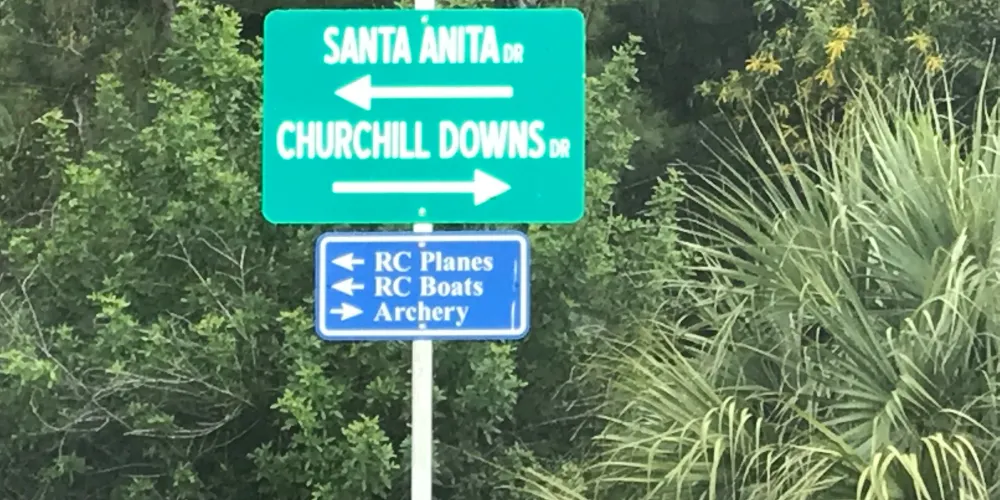 SANTA ANITA DR
CHURCHILL DOWNS DR
RC Planes
RC Boats
Archery